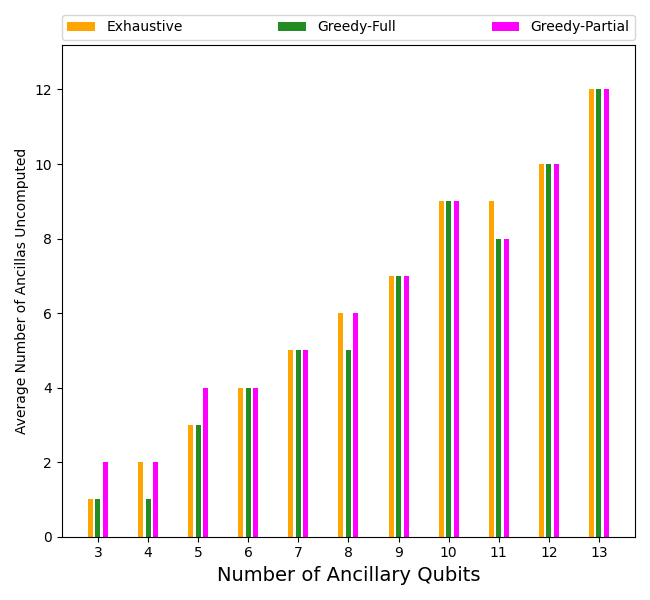 Exhaustive Greedy-Full Greedy-Partial
Average Number of Ancillas Uncomputed
12
10
8
6
4
2
0
3 4 5 6 7 8 9 10 11 12 13
Number of Ancillary Qubits